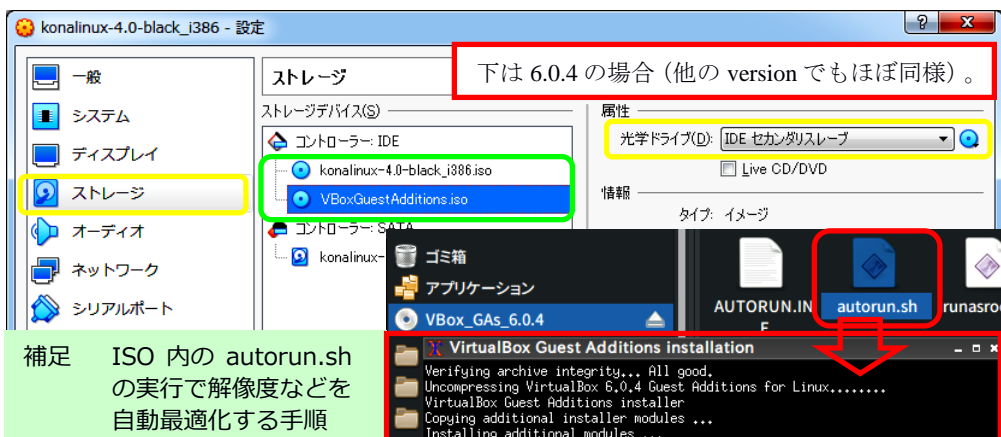 konalinux-4.0-black_i386 - 設定
一般
システム
ディスプレイ
ストレージ
オーディオ
ネットワーク
シリアルポート
ストレージ
下は 6.0.4 の場合（他の version でもほぼ同様）。
ストレージデバイス(S)
コントローラー: IDE
konalinux-4.0-black_i386.iso
VBoxGuestAdditions.iso
コントローラー: SATA
konalinux-
属性
光学ドライブ(D): IDE セカンダリスレーブ
Live CD/DVD
情報
タイプ: イメージ
ゴミ箱
アプリケーション
VBox_GAs_6.0.4
AUTORUN.IN
F
autorun.sh
runasroo
VirtualBox Guest Additions installation
Verifying archive integrity... All good.
Uncompressing VirtualBox 6.0.4 Guest Additions for Linux........
VirtualBox Guest Additions installer
Copying additional installer modules ...
Installing additional modules ...
補足 ISO 内の autorun.sh
の実行で解像度などを
自動最適化する手順